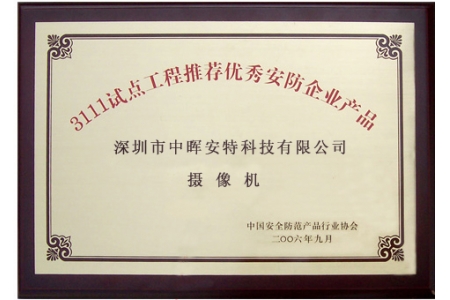 3111试点工程推荐优秀安防企业产品
深圳市中晖安特科技有限公司
摄像机
中国安全防范产品行业协会
二〇〇六年九月